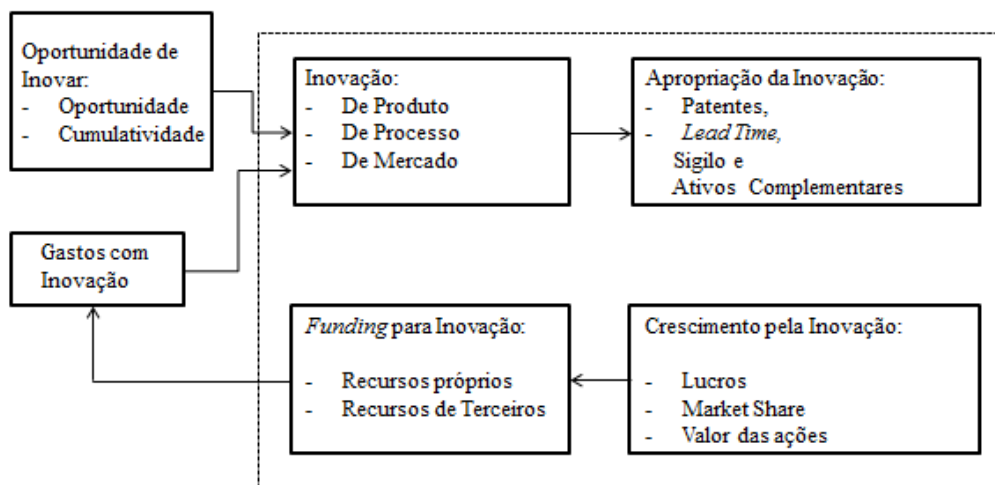 Oportunidade de
Inovar:
- Oportunidade
- Cumulatividade
Inovação:
- De Produto
- De Processo
- De Mercado
Apropriação da Inovação:
- Patentes,
- Lead Time,
Sigilo e
Ativos Complementares
Gastos com
Inovação
Funding para Inovação:
- Recursos próprios
- Recursos de Terceiros
Crescimento pela Inovação:
- Lucros
- Market Share
- Valor das ações